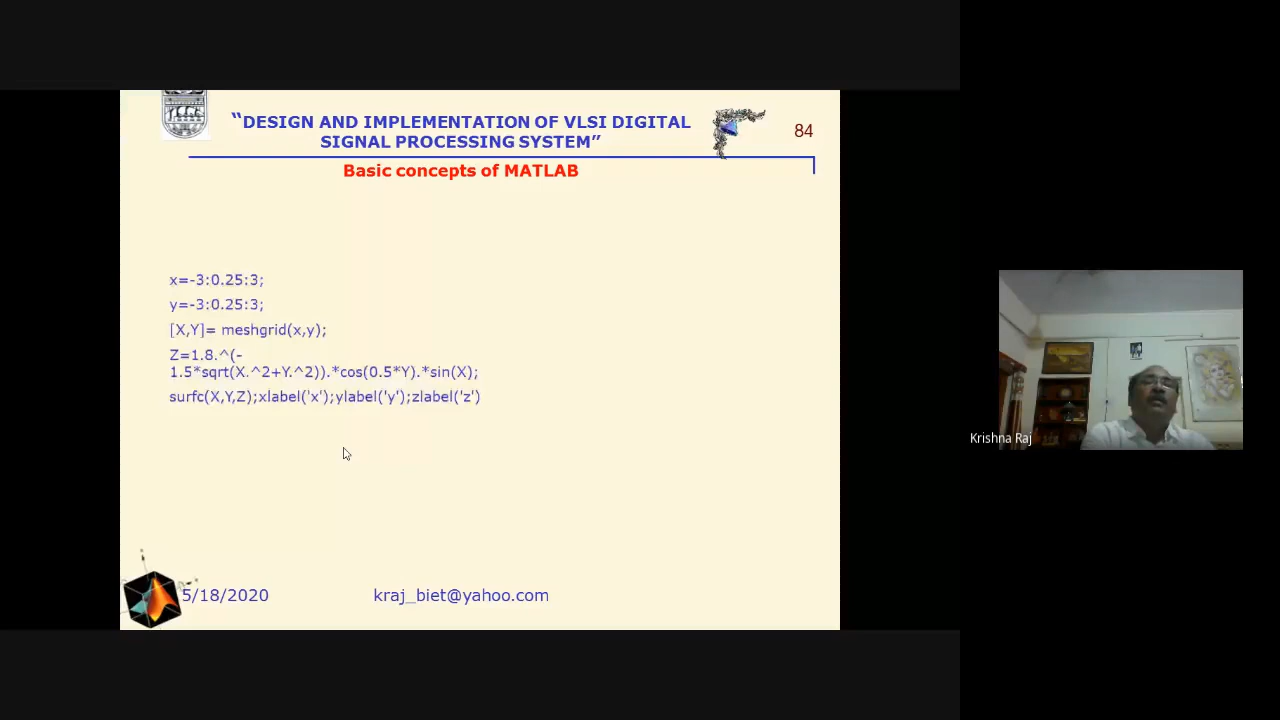 “DESIGN AND IMPLEMENTATION OF VLSI DIGITAL
SIGNAL PROCESSING SYSTEM”
84
Basic concepts of MATLAB
x=-3:0.25:3;
y=-3:0.25:3;
[X,Y]= meshgrid(x,y);
Z=1.8.^(-
1.5*sqrt(X.^2+Y.^2)).*cos(0.5*Y).*sin(X);
surfc(X,Y,Z);xlabel('x');ylabel('y');zlabel('z')
5/18/2020
kraj_biet@yahoo.com
Krishna Raj